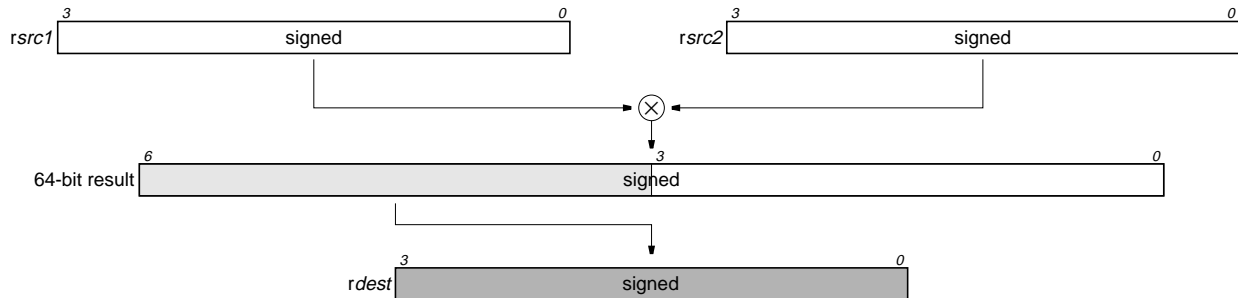 3 0 3 0
rsrc1 signed rsrc2 signed
6 3 0
64-bit result signed
3 0
rdest signed